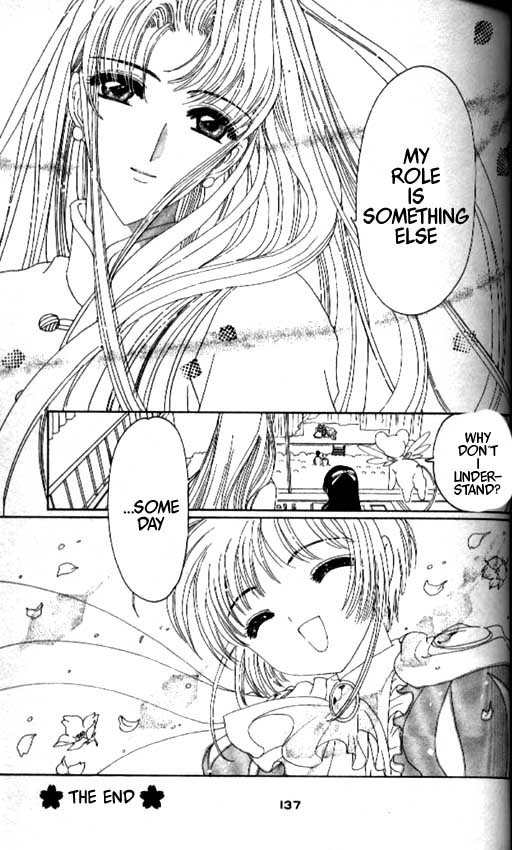 MY
ROLE
IS
SOMETHING
ELSE
WHY
DON'T
I
UNDER-
STAND?
...SOME
DAY
THE END
137